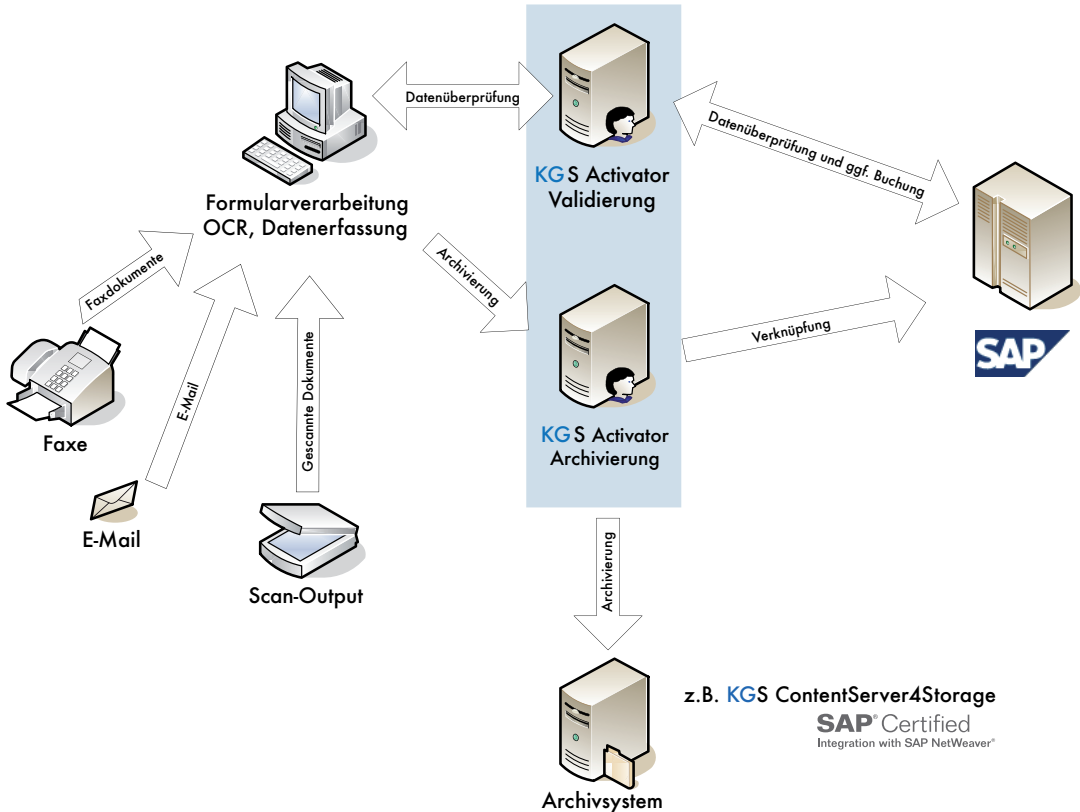 Datenüberprüfung
KGS Activator
Validierung
Datenüberprüfung und ggf. Buchung
Formularverarbeitung
OCR, Datenerfassung
Faxdokumente
Archivierung
Verknüpfung
SAP
Faxe
E-Mail
Gescannte Dokumente
KGS Activator
Archivierung
E-Mail
Scan-Output
Archivierung
z.B. KGS ContentServer4Storage
SAP® Certified
Integration with SAP NetWeaver®
Archivsystem